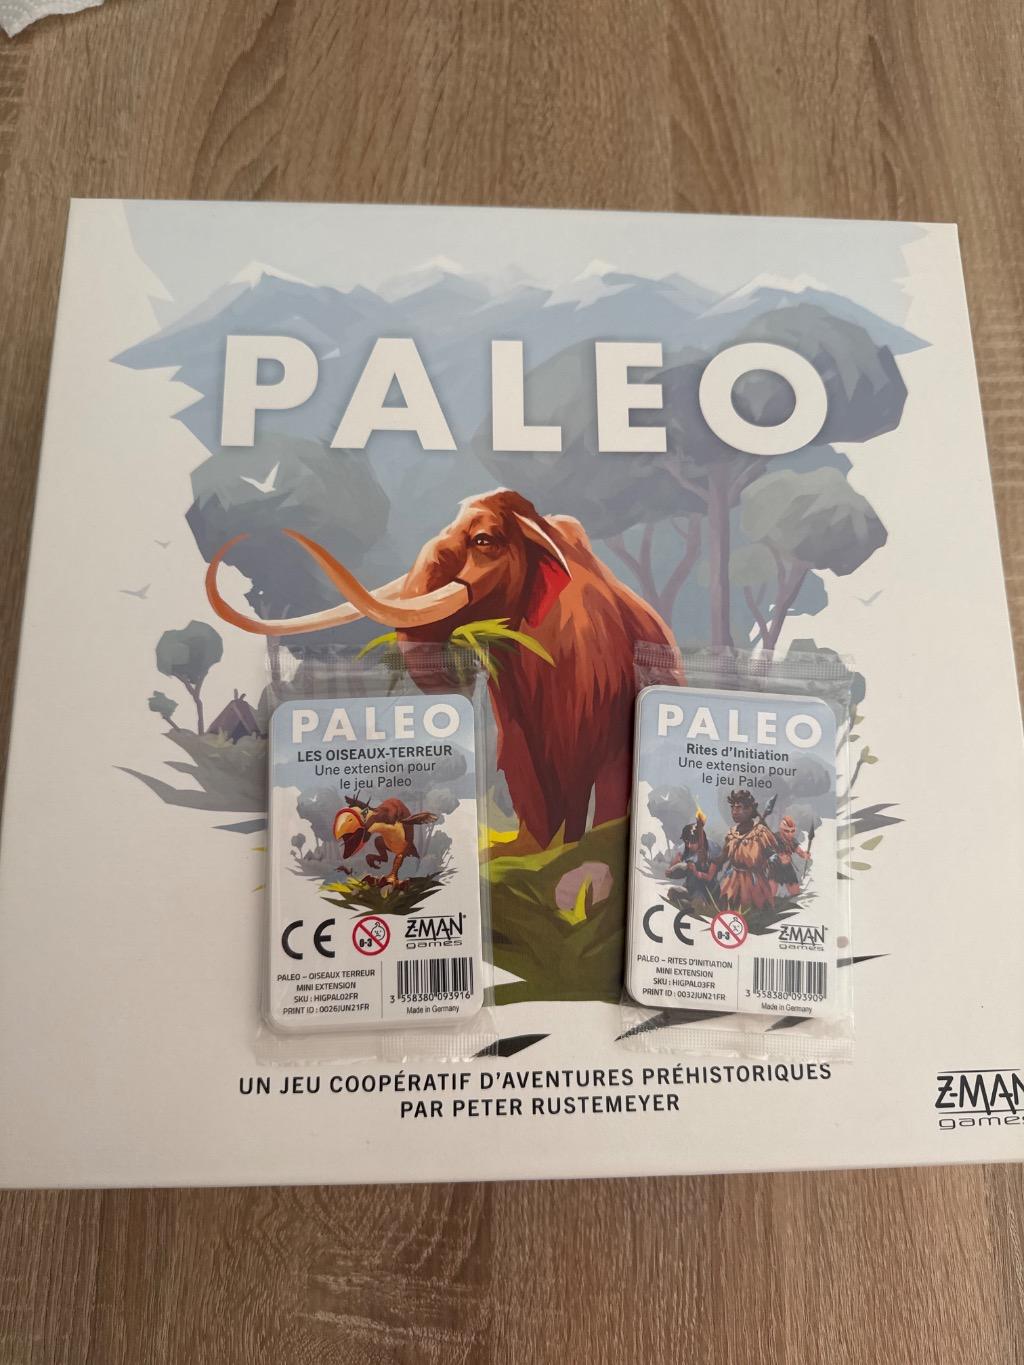 PALEO
PALEO
LES OISEAUX-TERREUR
Une extension pour
le jeu Paleo
CE
0-3
Z-MAN
games
PALEO – OISEAUX TERREUR
MINI EXTENSION
SKU : HIGPAL02FR
PRINT ID : 0026JUN21FR
3 558380 093916
Made in Germany
PALEO
Rites d'Initiation
Une extension pour
le jeu Paleo
CE
0-3
Z-MAN
games
PALEO – RITES D'INITIATION
MINI EXTENSION
SKU : HIGPAL03FR
PRINT ID : 0032JUN21FR
3 558380 093909
Made in Germany
UN JEU COOPÉRATIF D'AVENTURES PRÉHISTORIQUES
PAR PETER RUSTEMEYER
Z-MAN
games